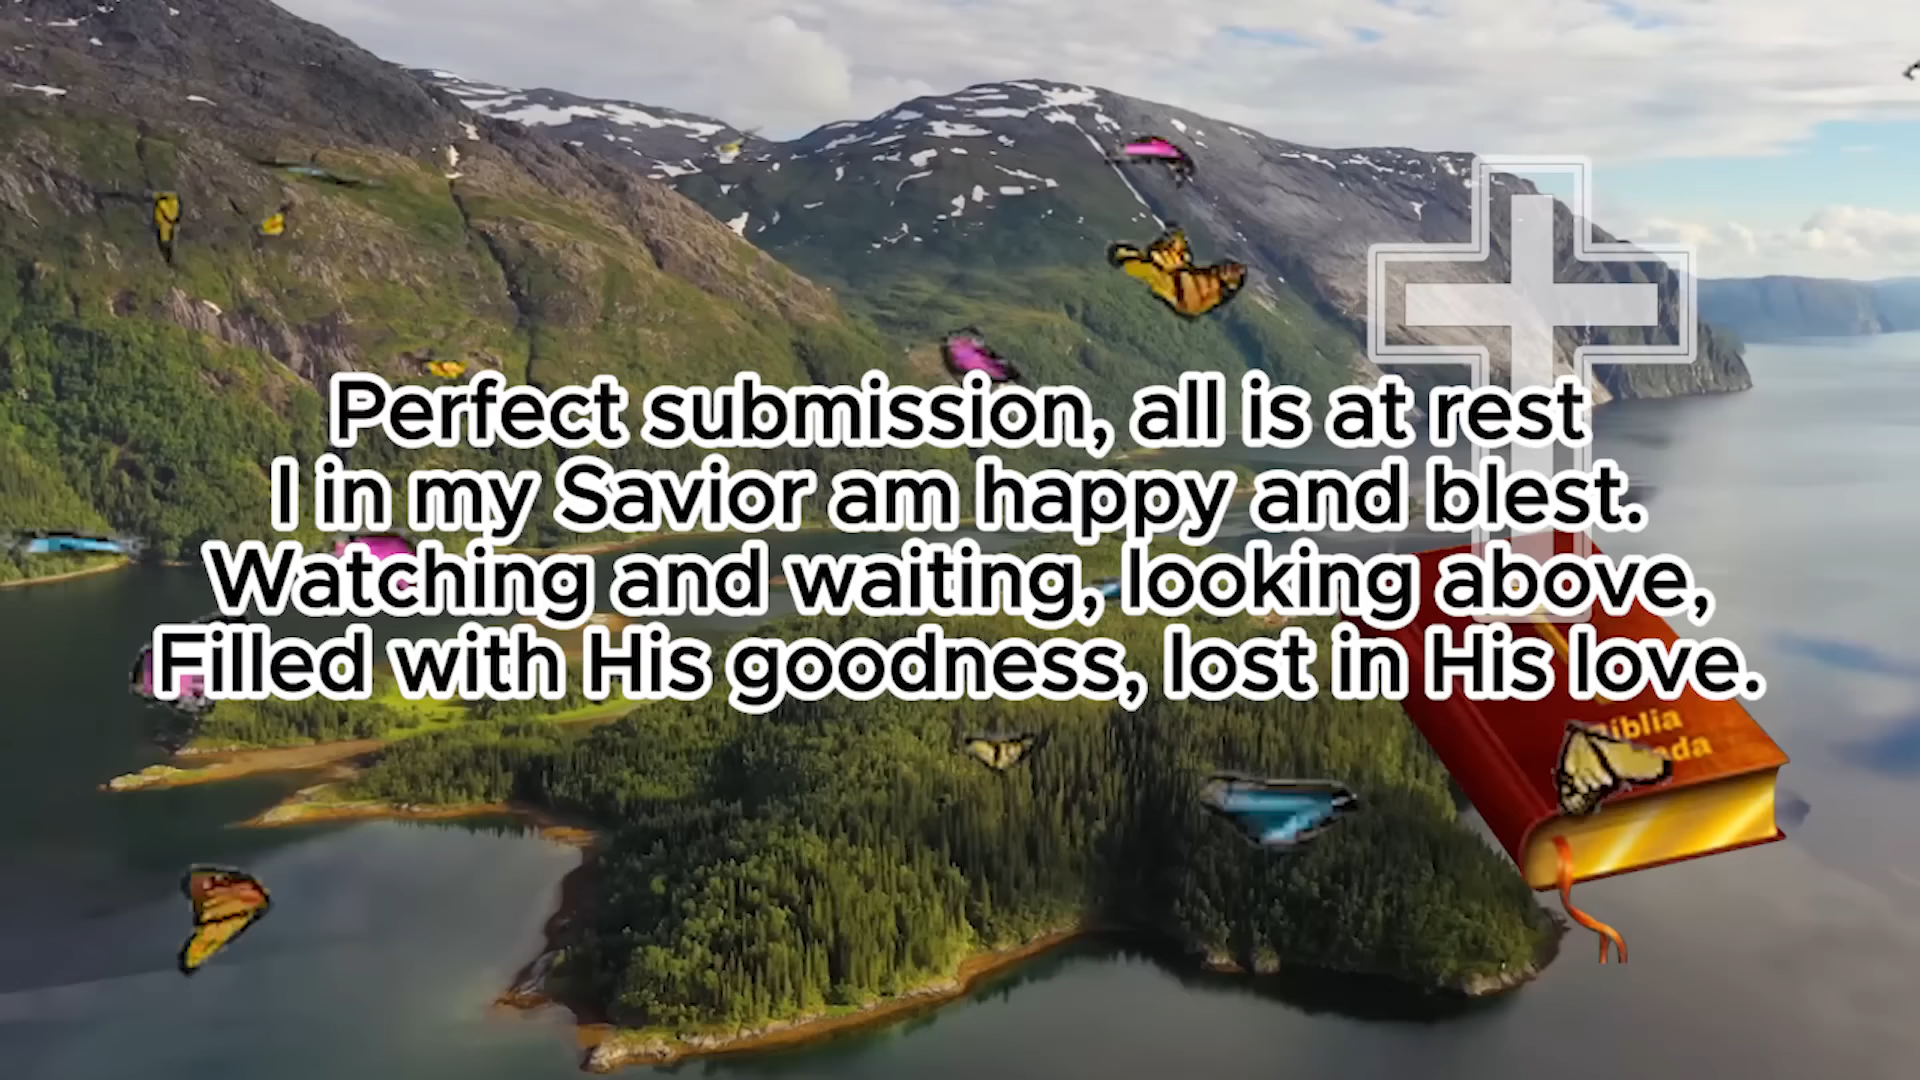 Perfect submission, all is at rest
I in my Savior am happy and blest.
Watching and waiting, looking above,
Filled with His goodness, lost in His love.